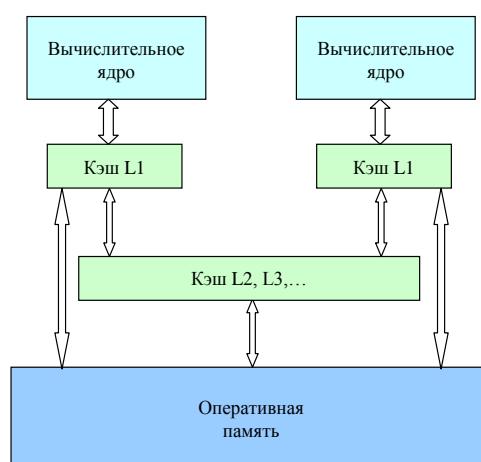 Вычислительное
ядро
Вычислительное
ядро
Кэш L1
Кэш L1
Кэш L2, L3,…
Оперативная
память